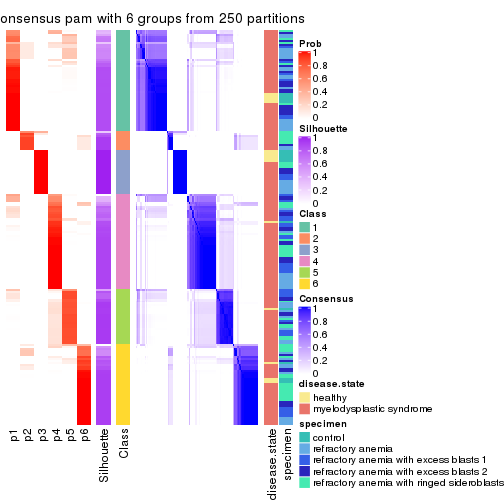 onsensus pam with 6 groups from 250 partitions
Prob
1
0.8
0.6
0.4
0.2
0
Silhouette
1
0.8
0.6
0.4
0.2
0
Class
1
2
3
4
5
6
Consensus
1
0.8
0.6
0.4
0.2
0
disease.state
healthy
myelodysplastic syndrome
specimen
control
refractory anemia
refractory anemia with excess blasts 1
refractory anemia with excess blasts 2
refractory anemia with ringed sideroblasts
p1
p2
p3
p4
p5
p6
Silhouette
Class
disease.state
specimen